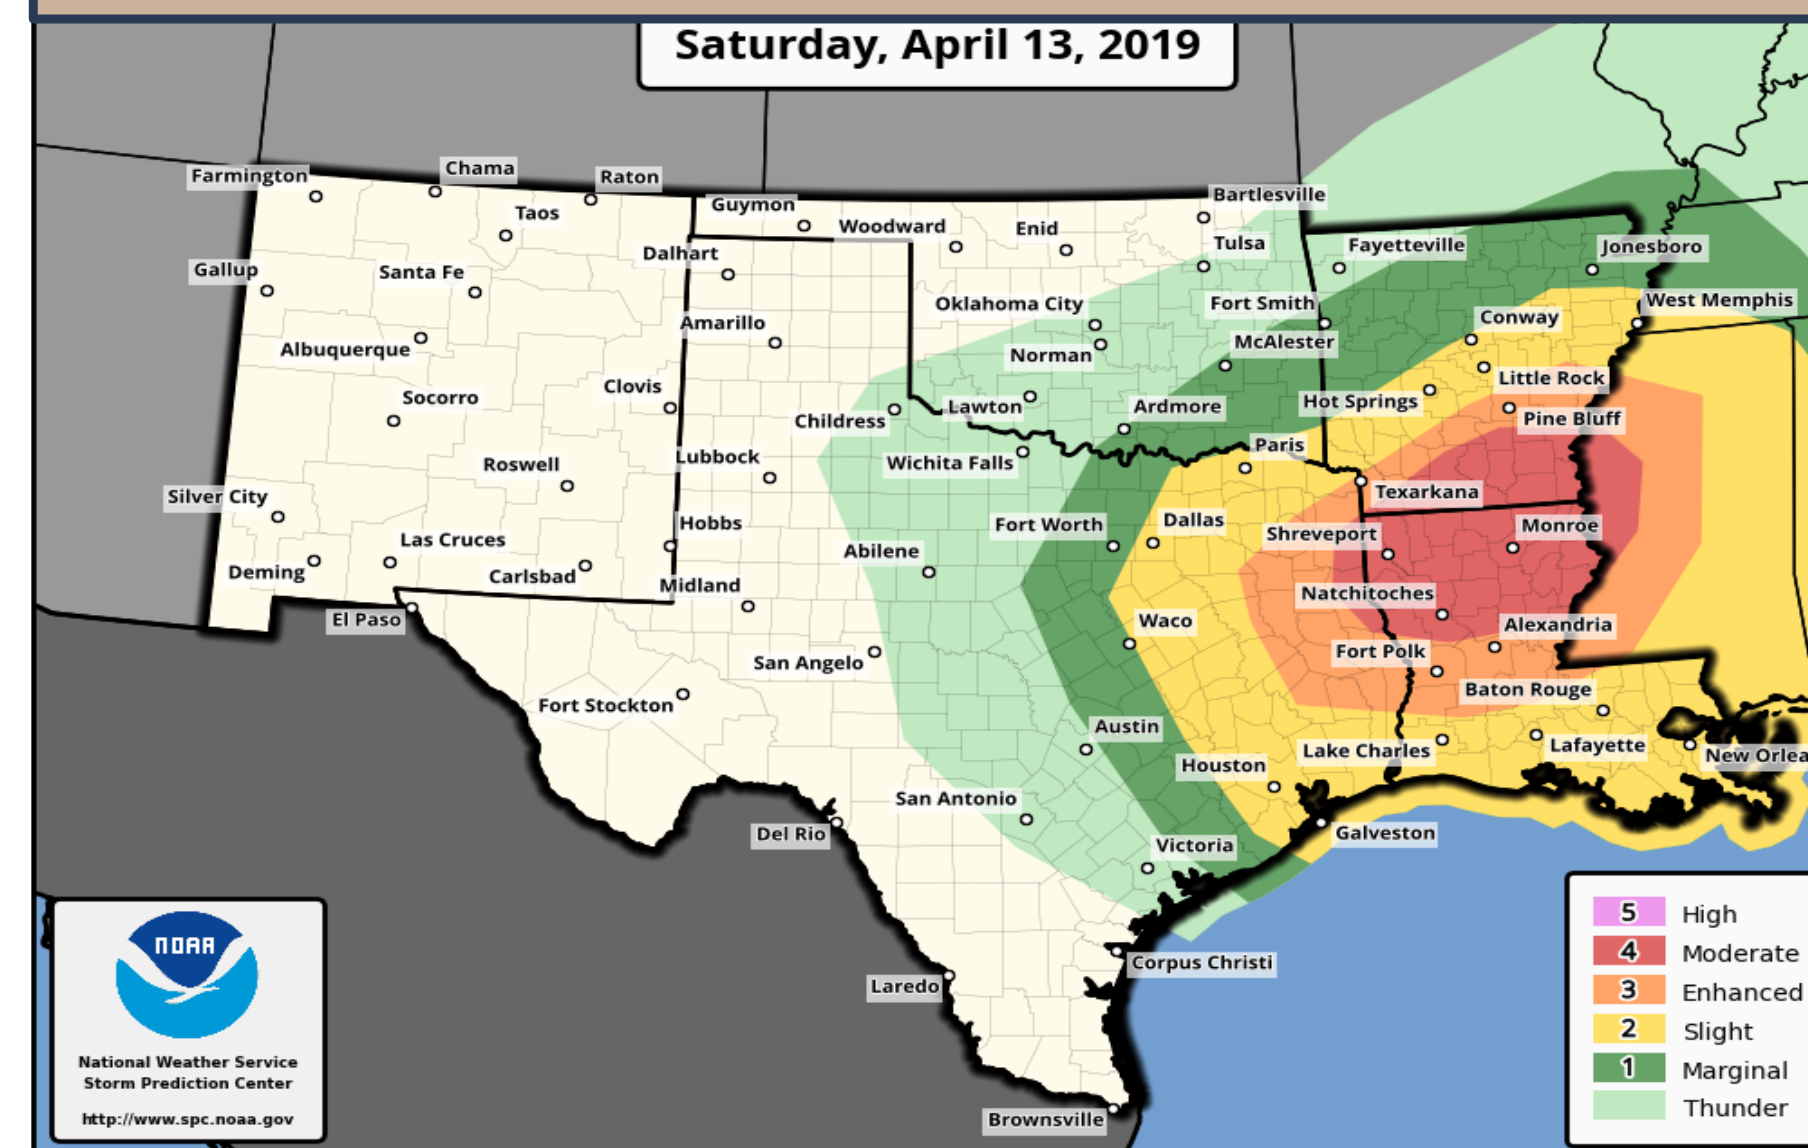 Saturday, April 13, 2019
Farmington
Chama
Raton
Guymon
Bartlesville
Taos
Woodward
Enid
Tulsa
Fayetteville
Jonesboro
Gallup
Santa Fe
Dalhart
Oklahoma City
Fort Smith
West Memphis
Albuquerque
Amarillo
Norman
McAlester
Conway
Socorro
Clovis
Childress
Lawton
Ardmore
Hot Springs
Little Rock
Pine Bluff
Roswell
Lubbock
Wichita Falls
Paris
Silver City
Hobbs
Fort Worth
Dallas
Texarkana
Las Cruces
Abilene
Shreveport
Monroe
Deming
Carlsbad
Midland
Natchitoches
El Paso
San Angelo
Waco
Alexandria
Fort Polk
Fort Stockton
Baton Rouge
Austin
Lake Charles
Lafayette
New Orlea
Houston
San Antonio
Del Rio
Victoria
Galveston
Laredo
Corpus Christi
Brownsville
NOAA
National Weather Service
Storm Prediction Center
http://www.spc.noaa.gov
5 High
4 Moderate
3 Enhanced
2 Slight
1 Marginal
Thunder